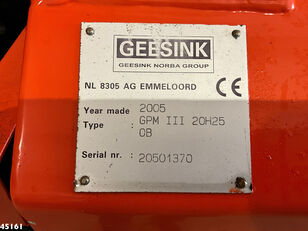 GEESINK
GEESINK NORBA GROUP
NL 8305 AG EMMELOORD CE
Year made 2005
Type : GPM III 20H25
OB
Serial nr. 20501370
45161